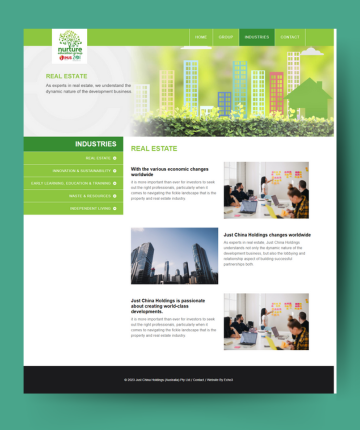 nurture
HOME
GROUP
INDUSTRIES
CONTACT
REAL ESTATE
As experts in real estate, we understand the
dynamic nature of the development business.
INDUSTRIES
REAL ESTATE
INNOVATION & SUSTAINABILITY
EARLY LEARNING, EDUCATION & TRAINING
WASTE & RESOURCES
INDEPENDENT LIVING
REAL ESTATE
With the various economic changes
worldwide
It is more important than ever for investors to seek
out the right professionals, particularly when it
comes to navigating the fickle landscape that is the
property and real estate industry.
Just China Holdings changes worldwide
As experts in real estate, Just China Holdings
understands not only the dynamic nature of the
development business, but also the lifelong and
relationship aspect of building successful
partnerships both
Just China Holdings is passionate
about creating world-class
developments.
It is more important than ever for investors to seek
out the right professionals, particularly when it
comes to navigating the fickle landscape that is the
property and real estate industry.
© 2023 Just China Holdings (Australia) Pty Ltd / Contact / Website By